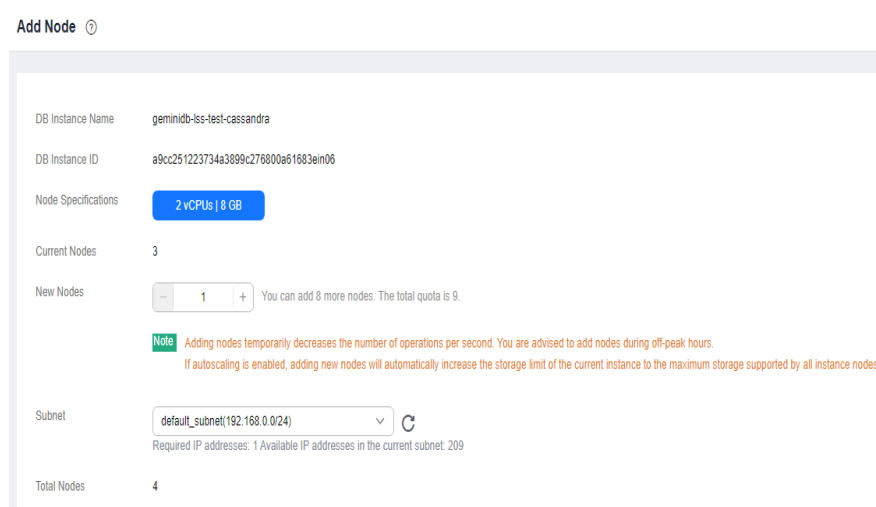 Add Node ?
DB Instance Name geminidb-lss-test-cassandra
DB Instance ID a9cc251223734a3899c276800a61683ein06
Node Specifications 2 vCPUs | 8 GB
Current Nodes 3
New Nodes − 1 + You can add 8 more nodes. The total quota is 9.
Note Adding nodes temporarily decreases the number of operations per second. You are advised to add nodes during off-peak hours.
If autoscaling is enabled, adding new nodes will automatically increase the storage limit of the current instance to the maximum storage supported by all instance nodes
Subnet default_subnet(192.168.0.0/24)
Required IP addresses: 1 Available IP addresses in the current subnet: 209
Total Nodes 4